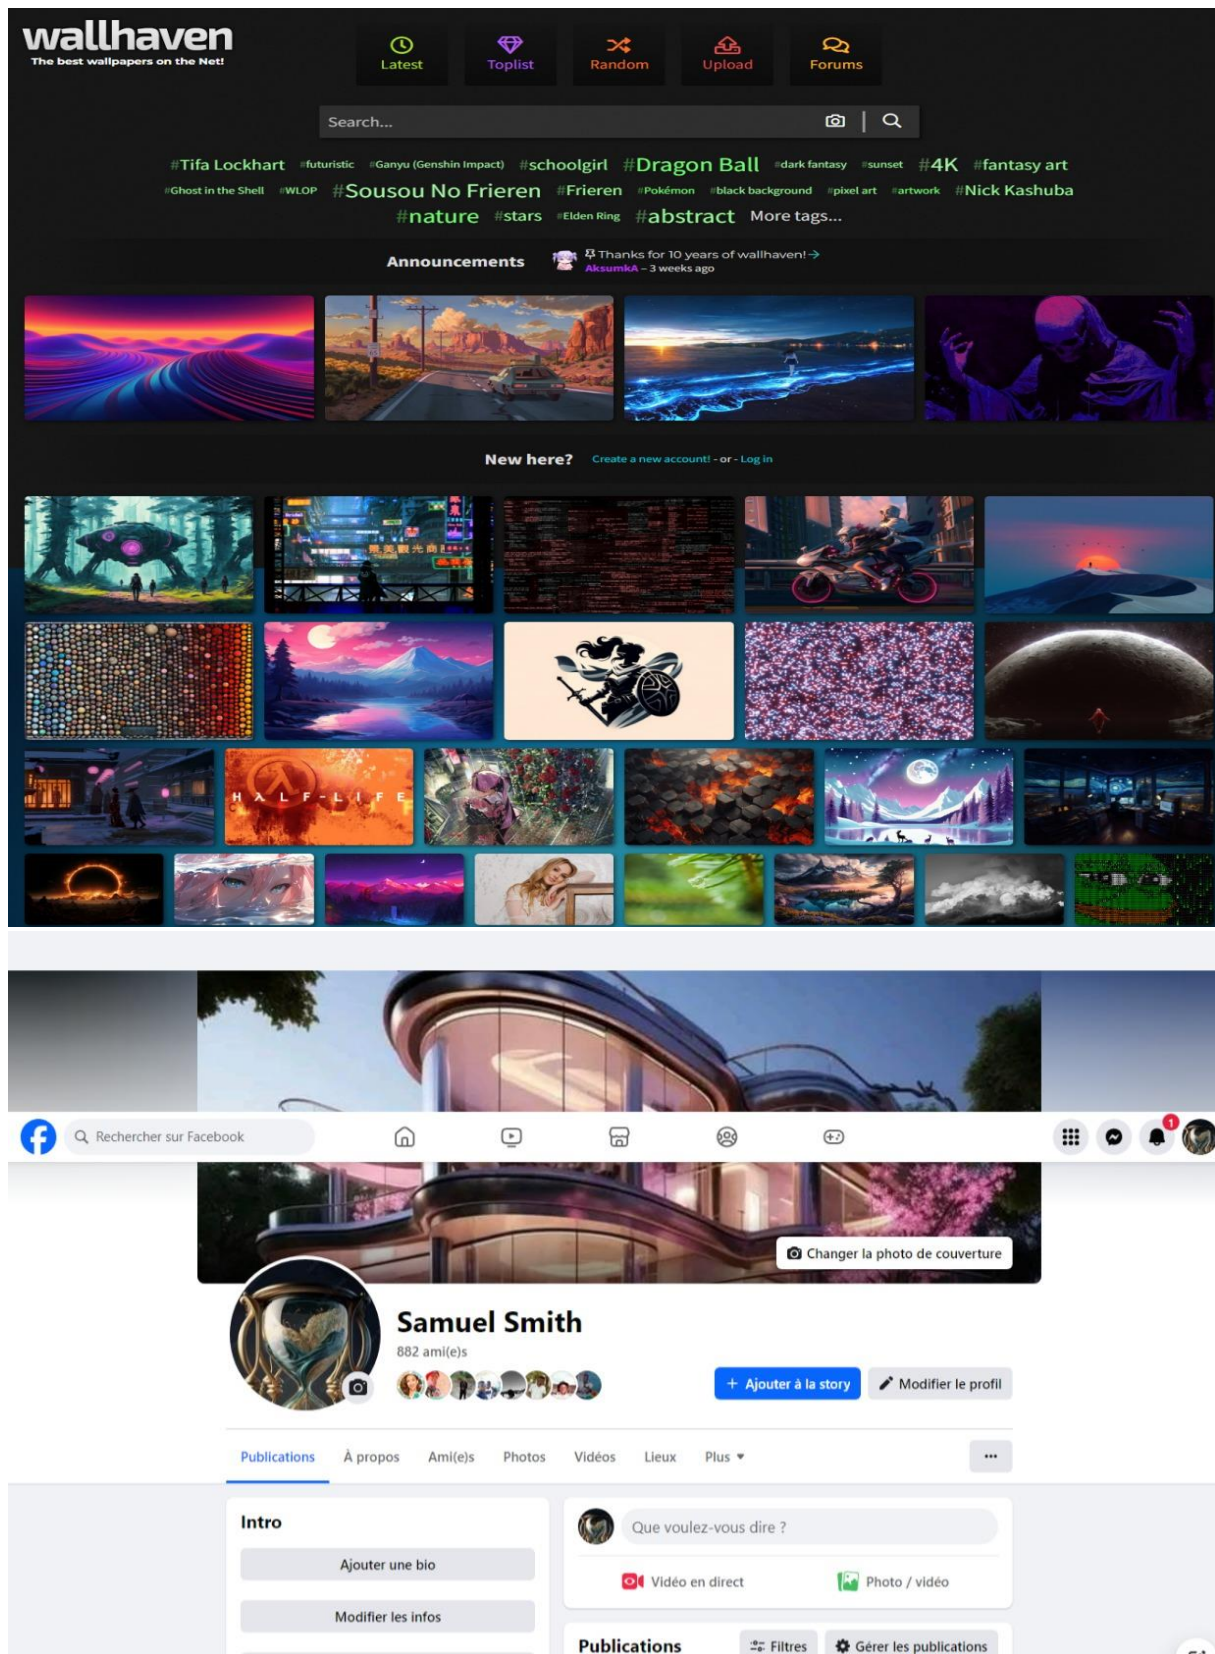 wallhaven
The best wallpapers on the Net!
Latest Toplist Random Upload Forums
Search...
#Tifa Lockhart #futuristic #Ganyu (Genshin Impact) #schoolgirl #Dragon Ball #dark fantasy #sunset #4K #fantasy art
#Ghost in the Shell #WLOP #Sousou No Frieren #Frieren #Pokémon #black background #pixel art #artwork #Nick Kashuba
#nature #stars #Elden Ring #abstract More tags...
Announcements
Thanks for 10 years of wallhaven!
AksumkA – 3 weeks ago
New here? Create a new account! - or - Log in
HλLF-LIFE
Rechercher sur Facebook
1
Changer la photo de couverture
Samuel Smith
882 ami(e)s
+ Ajouter à la story
Modifier le profil
Publications À propos Ami(e)s Photos Vidéos Lieux Plus
Intro
Ajouter une bio
Modifier les infos
Que voulez-vous dire ?
Vidéo en direct
Photo / vidéo
Publications
Filtres
Gérer les publications